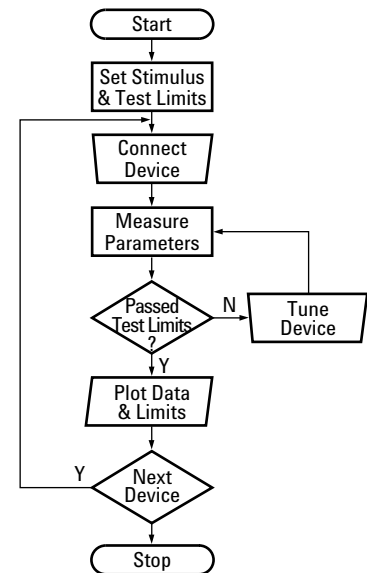 Start
Set Stimulus
& Test Limits
Connect
Device
Measure
Parameters
Passed
Test Limits
?
N
Tune
Device
Y
Plot Data
& Limits
Y
Next
Device
Stop